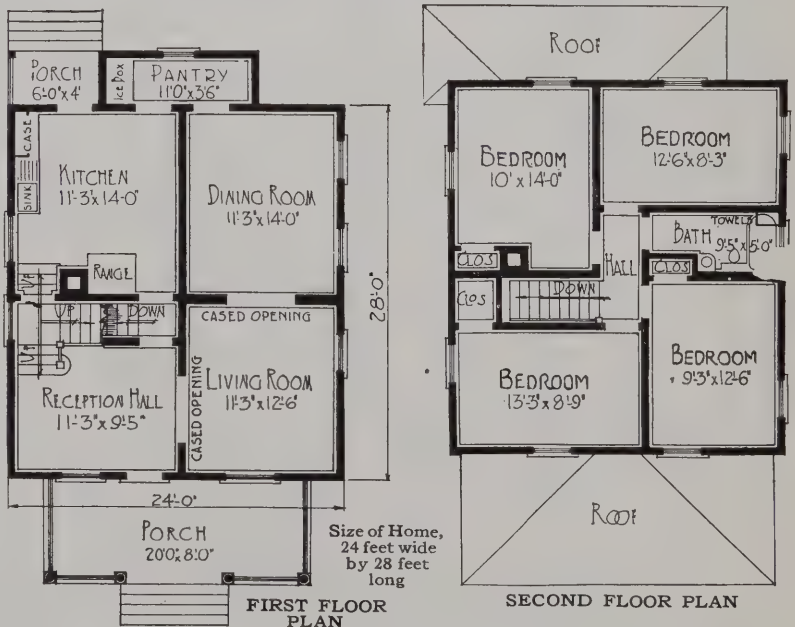 PORCH
6'-0"x4'
Ice Box
PANTRY
11'0"x3'6"
CASE
SINK
KITCHEN
11'-3"x14'-0"
DINING ROOM
11'-3"x14'-0"
RANGE
UP
UP
DOWN
UP
CASED OPENING
28'-0"
RECEPTION HALL
11'-3"x9'-5"
CASED OPENING
LIVING ROOM
11'-3"x12'-6"
24'-0"
PORCH
20'0"x8'0"
Size of Home,
24 feet wide
by 28 feet
long
FIRST FLOOR
PLAN
ROOF
BEDROOM
10'x14'-0"
BEDROOM
12'-6"x8'-3"
TOWELS
BATH
9'5"x5'-0"
HALL
CLOS
CLOS
CLOS
DOWN
BEDROOM
13'-3"x8'-9"
BEDROOM
9'-3"x12'-6"
ROOF
SECOND FLOOR PLAN